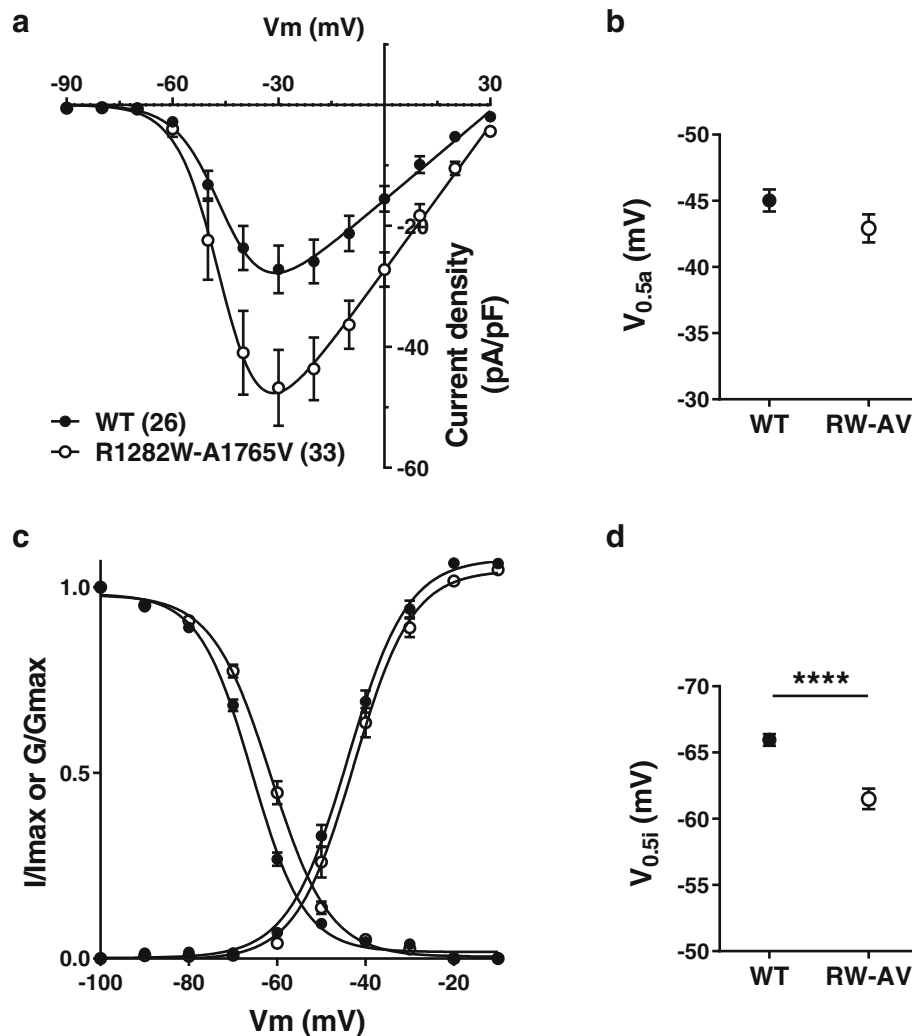 a
Vm (mV)
-90 -60 -30 30
-20
-40
-60
Current density
(pA/pF)
WT (26)
R1282W-A1765V (33)
b
-50
-45
-40
-35
-30
V0.5a (mV)
WT RW-AV
c
1.0
0.5
0.0
I/Imax or G/Gmax
-100 -80 -60 -40 -20
Vm (mV)
d
****
-70
-65
-60
-55
-50
V0.5i (mV)
WT RW-AV